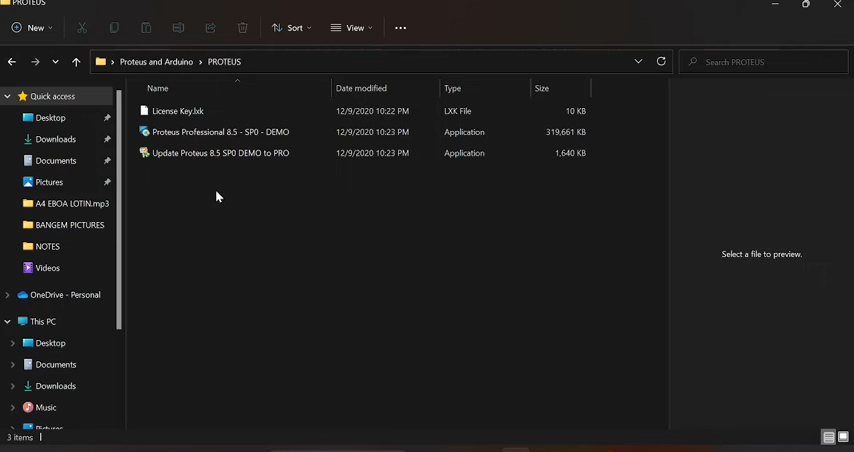 PROTEUS
New
Sort
View
Proteus and Arduino > PROTEUS
Search PROTEUS
Name Date modified Type Size
Quick access
Desktop
Downloads
Documents
Pictures
A4 EBOA LOTIN.mp3
BANGEM PICTURES
NOTES
Videos
OneDrive - Personal
This PC
Desktop
Documents
Downloads
Music
Pictures
License Key.lxk 12/9/2020 10:22 PM LXK File 10 KB
Proteus Professional 8.5 - SP0 - DEMO 12/9/2020 10:23 PM Application 319,661 KB
Update Proteus 8.5 SP0 DEMO to PRO 12/9/2020 10:23 PM Application 1,640 KB
Select a file to preview.
3 items